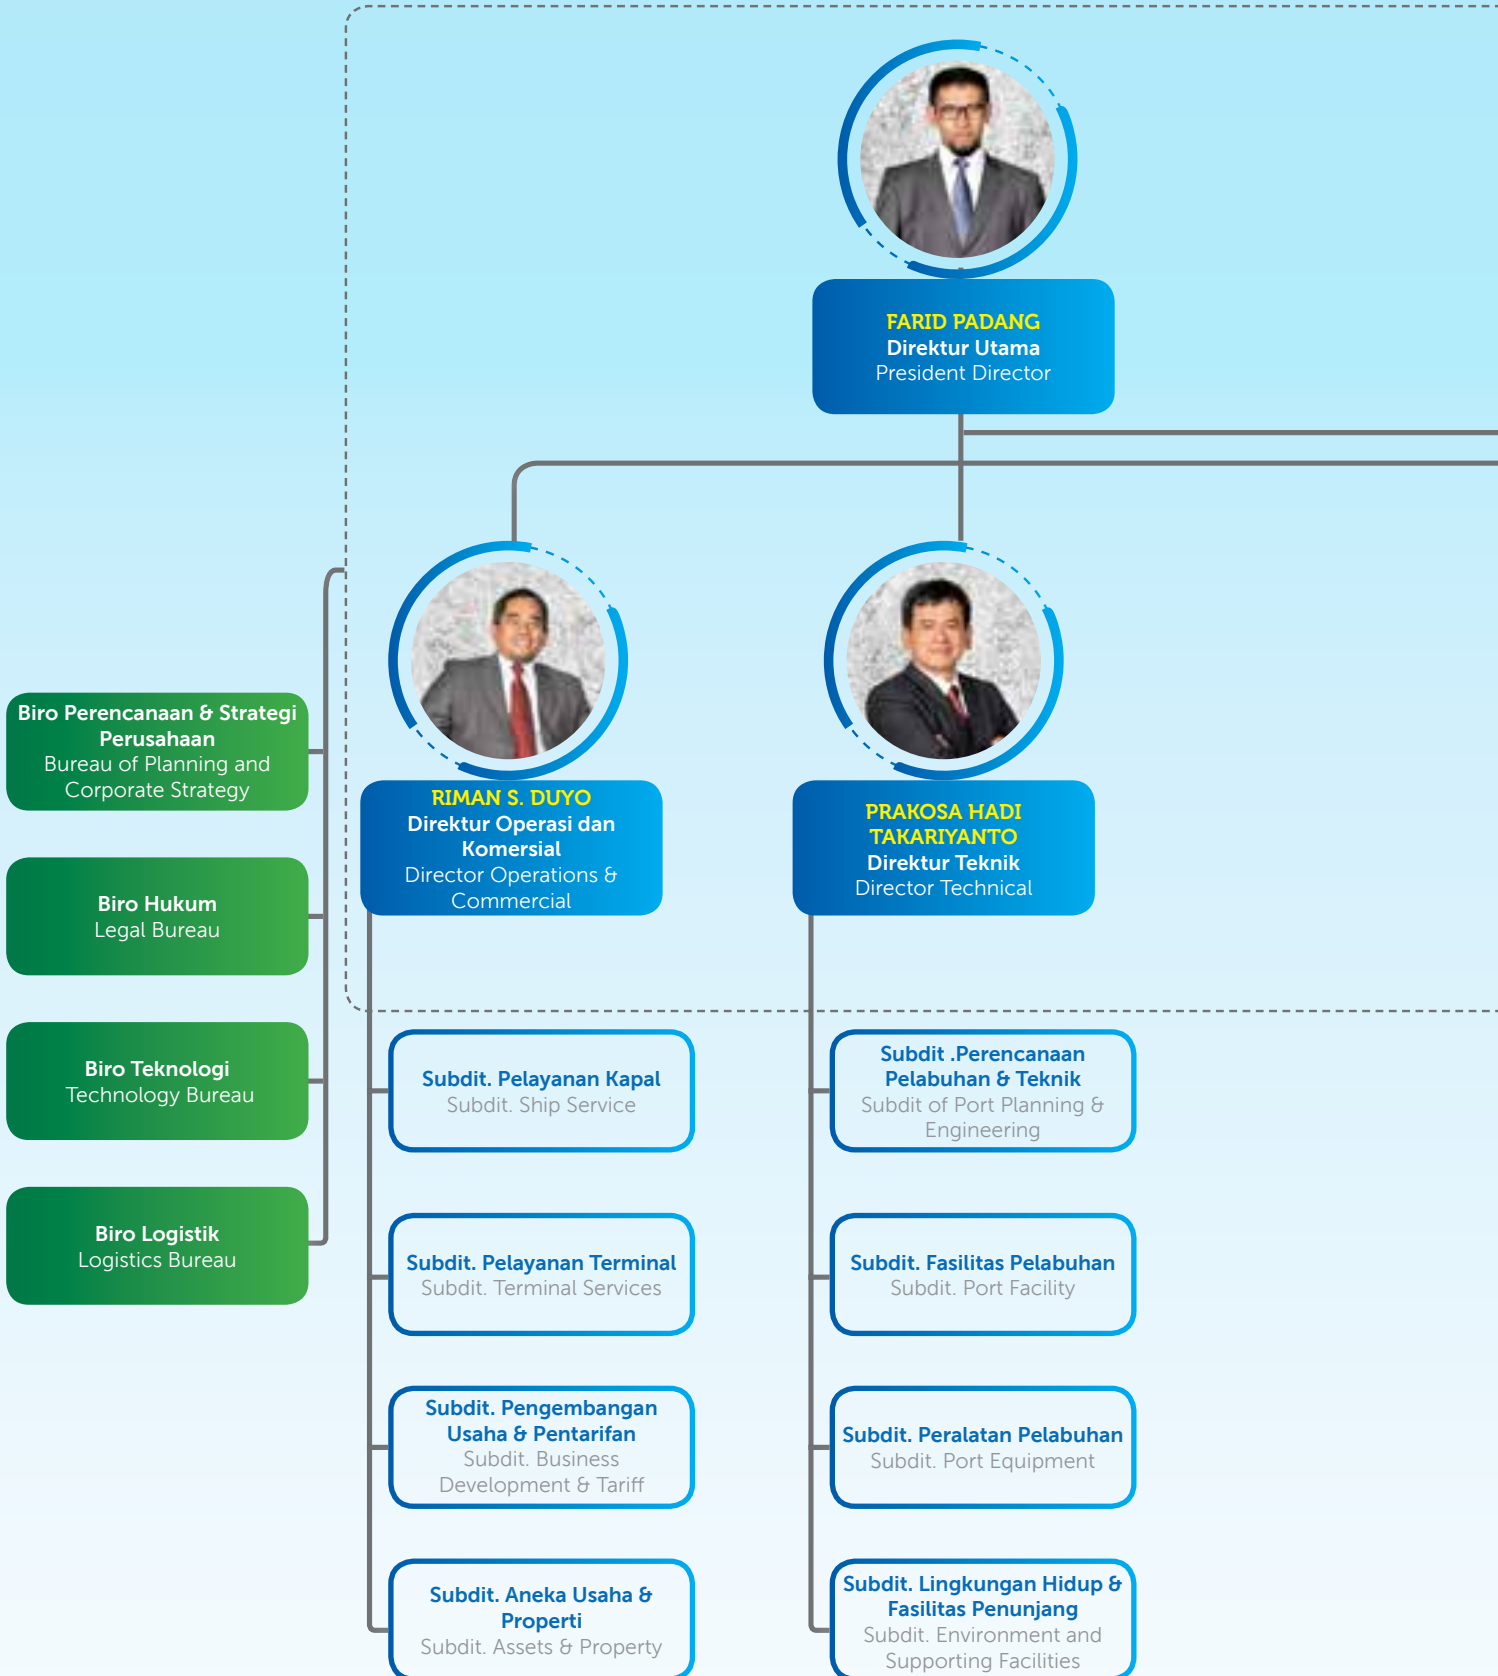 FARID PADANG
Direktur Utama
President Director
RIMAN S. DUYO
Direktur Operasi dan
Komersial
Director Operations &
Commercial
PRAKOSA HADI
TAKARIYANTO
Direktur Teknik
Director Technical
Biro Perencanaan & Strategi
Perusahaan
Bureau of Planning and
Corporate Strategy
Biro Hukum
Legal Bureau
Biro Teknologi
Technology Bureau
Biro Logistik
Logistics Bureau
Subdit. Pelayanan Kapal
Subdit. Ship Service
Subdit. Pelayanan Terminal
Subdit. Terminal Services
Subdit. Pengembangan
Usaha & Pentarifan
Subdit. Business
Development & Tariff
Subdit. Aneka Usaha &
Properti
Subdit. Assets & Property
Subdit .Perencanaan
Pelabuhan & Teknik
Subdit of Port Planning &
Engineering
Subdit. Fasilitas Pelabuhan
Subdit. Port Facility
Subdit. Peralatan Pelabuhan
Subdit. Port Equipment
Subdit. Lingkungan Hidup &
Fasilitas Penunjang
Subdit. Environment and
Supporting Facilities